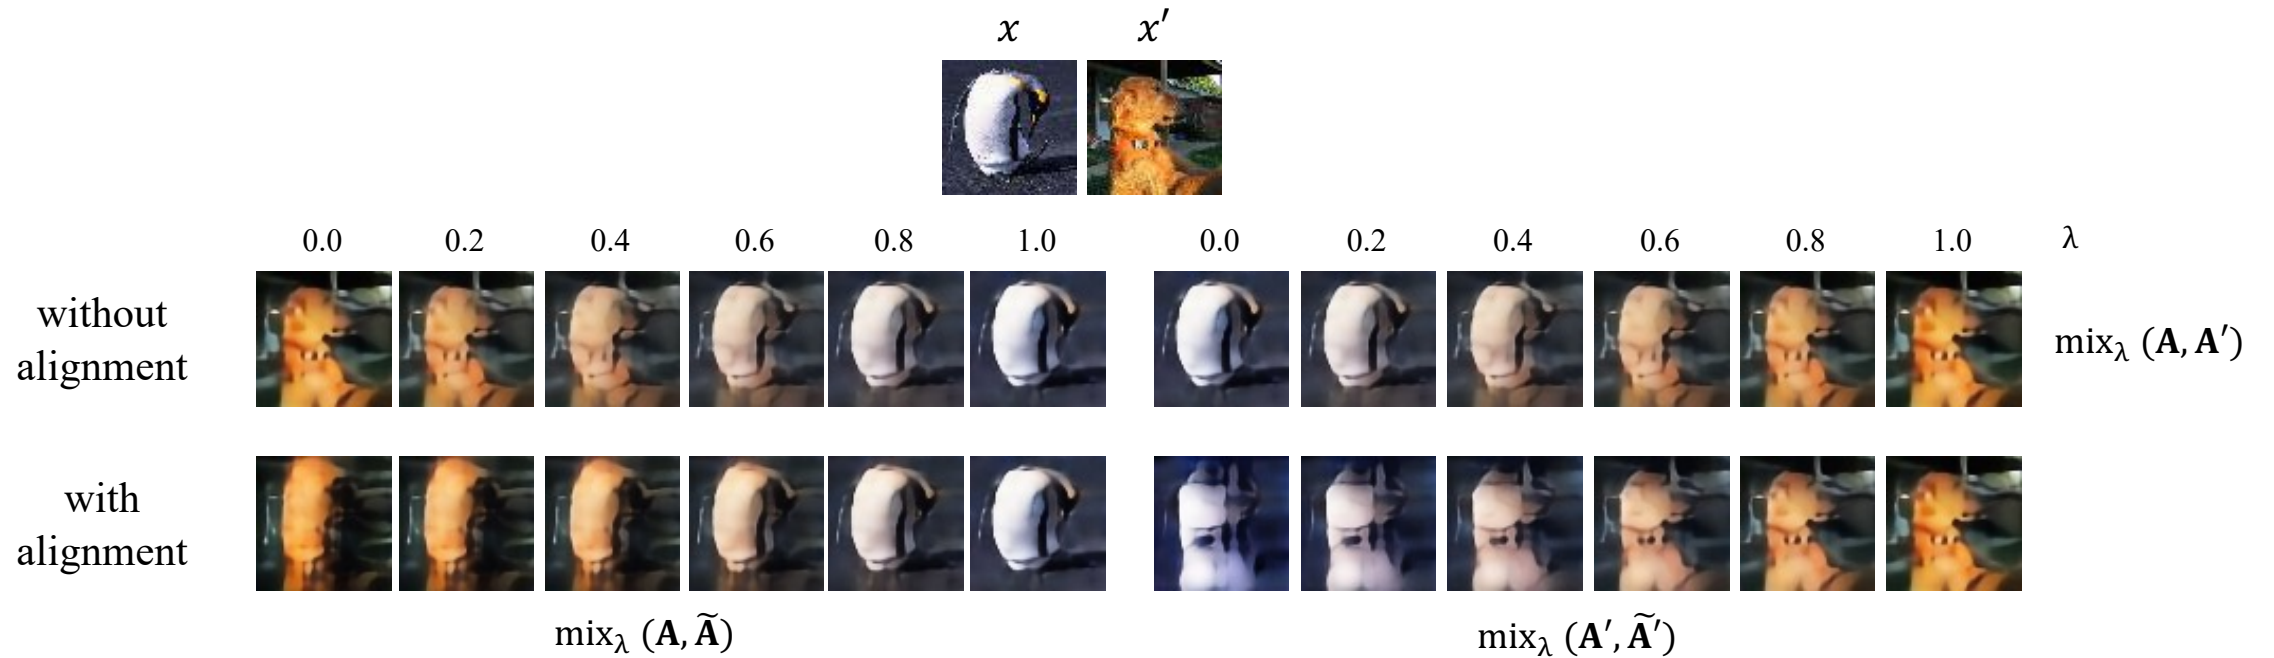 x x′
0.0 0.2 0.4 0.6 0.8 1.0 0.0 0.2 0.4 0.6 0.8 1.0 λ
without
alignment
mixλ (A, A′)
with
alignment
mixλ (A, Ã) mixλ (A′, Ã′)